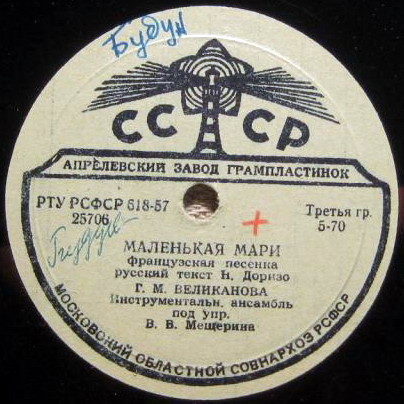 Будун
СССР
АПРЕЛЕВСКИЙ ЗАВОД ГРАМПЛАСТИНОК
РТУ РСФСР 618-57
25706
Третья гр.
5-70
МАЛЕНЬКАЯ МАРИ
Французская песенка
русский текст Н. Доризо
Г. М. ВЕЛИКАНОВА
Инструментальн. ансамбль
под упр.
В. В. Мещерина
МОСКОВСКИЙ ОБЛАСТНОЙ СОВНАРХОЗ РСФСР